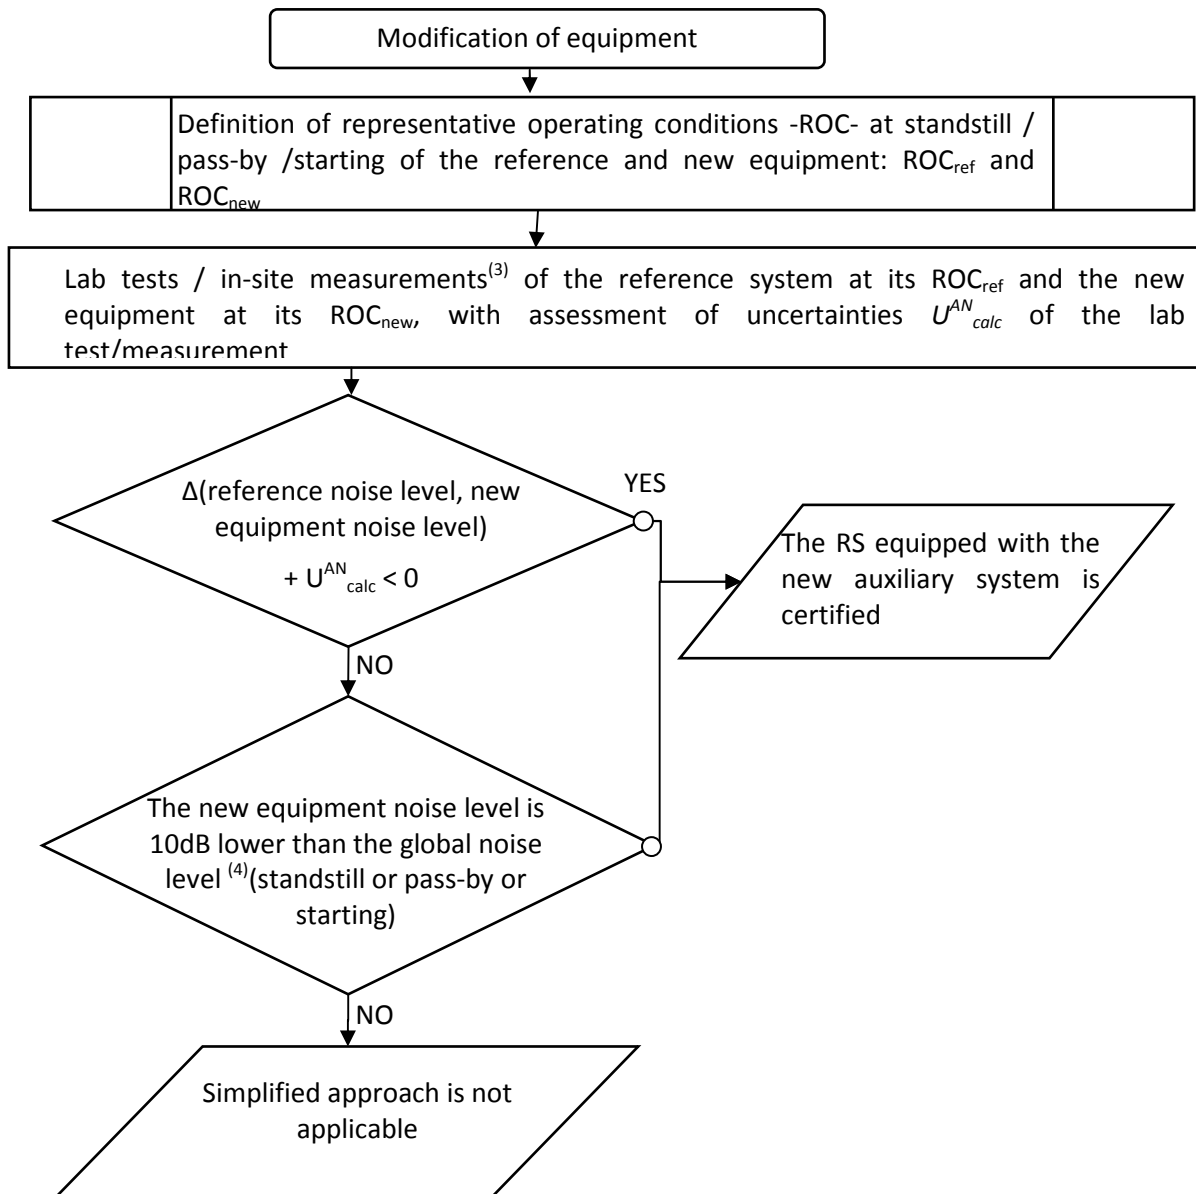 Modification of equipment
Definition of representative operating conditions -ROC- at standstill /
pass-by /starting of the reference and new equipment: ROCref and
ROCnew
Lab tests / in-site measurements(3) of the reference system at its ROCref and the new
equipment at its ROCnew, with assessment of uncertainties U^AN_calc of the lab
test/measurement
Δ(reference noise level, new
equipment noise level)
+ U^AN_calc < 0
YES
The RS equipped with the
new auxiliary system is
certified
NO
The new equipment noise level is
10dB lower than the global noise
level (4)(standstill or pass-by or
starting)
NO
Simplified approach is not
applicable